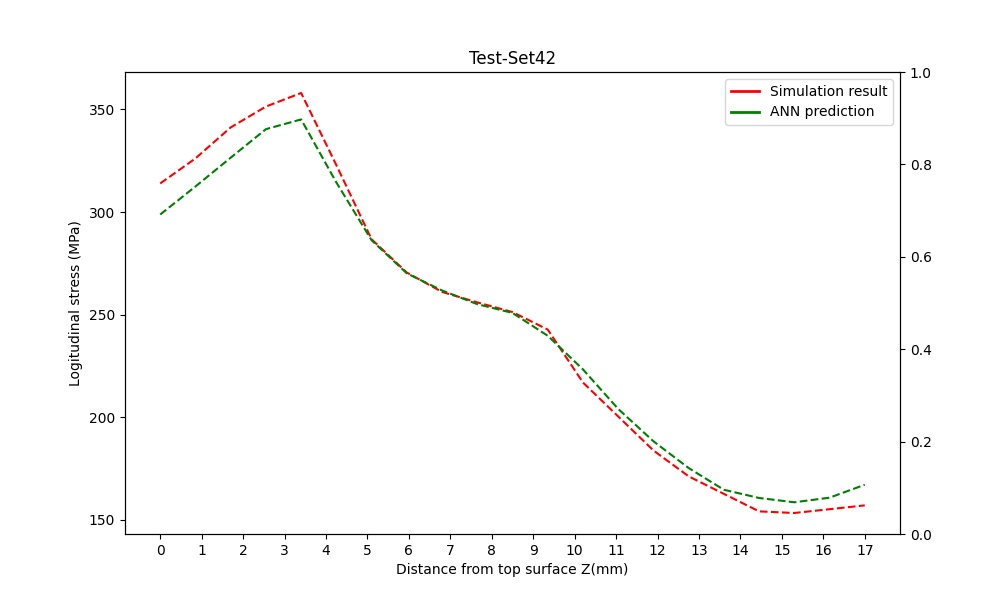 Test-Set42
Simulation result
ANN prediction
350
300
250
200
150
1.0
0.8
0.6
0.4
0.2
0.0
Logitudinal stress (MPa)
0 1 2 3 4 5 6 7 8 9 10 11 12 13 14 15 16 17
Distance from top surface Z(mm)